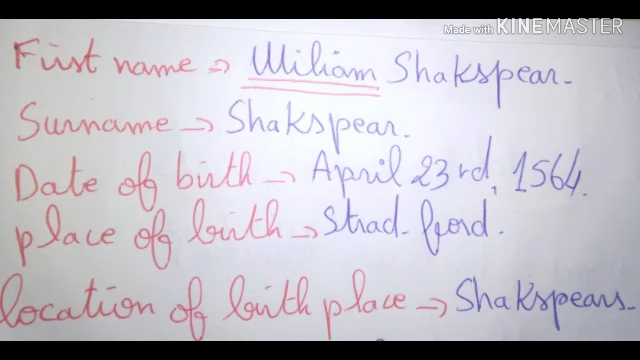 Made with KINEMASTER
First name → Wiliam Shakspear.
Surname → Shakspear.
Date of birth → April 23rd, 1564.
place of birth → Strad-ford.
location of birth place → Shakspears.